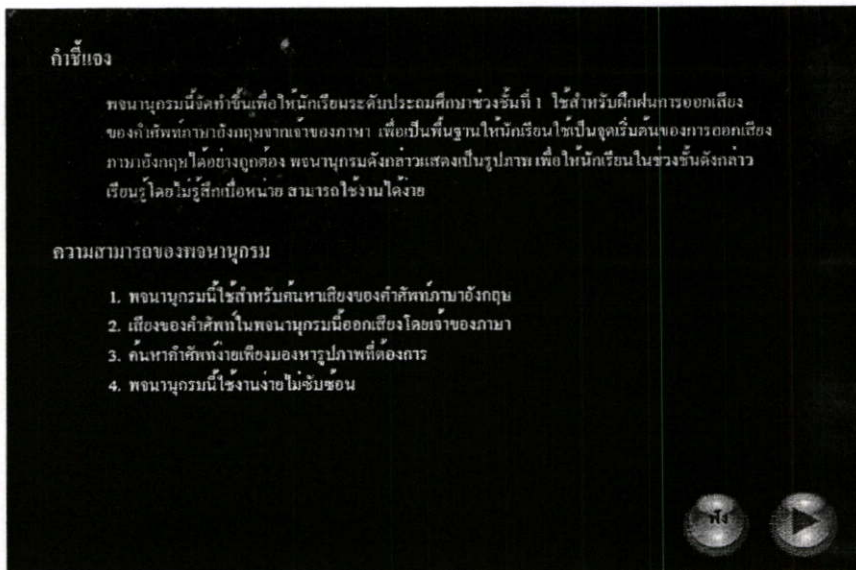 คำชี้แจง
พจนานุกรมนี้จัดทำขึ้นเพื่อให้นักเรียนระดับประถมศึกษาช่วงชั้นที่ 1 ใช้สำหรับฝึกฝนการออกเสียง
ของคำศัพท์ภาษาอังกฤษจากเจ้าของภาษา เพื่อเป็นพื้นฐานให้นักเรียนใช้เป็นจุดเริ่มต้นของการออกเสียง
ภาษาอังกฤษได้อย่างถูกต้อง พจนานุกรมดังกล่าวแสดงเป็นรูปภาพ เพื่อให้นักเรียนในช่วงชั้นดังกล่าว
เรียนรู้โดยไม่รู้สึกเบื่อหน่าย สามารถใช้งานได้ง่าย
ความสามารถของพจนานุกรม
1. พจนานุกรมนี้ใช้สำหรับค้นหาเสียงของคำศัพท์ภาษาอังกฤษ
2. เสียงของคำศัพท์ในพจนานุกรมนี้ออกเสียงโดยเจ้าของภาษา
3. ค้นหาคำศัพท์ง่ายเพียงมองหารูปภาพที่ต้องการ
4. พจนานุกรมนี้ใช้งานง่ายไม่ซับซ้อน
ฟัง